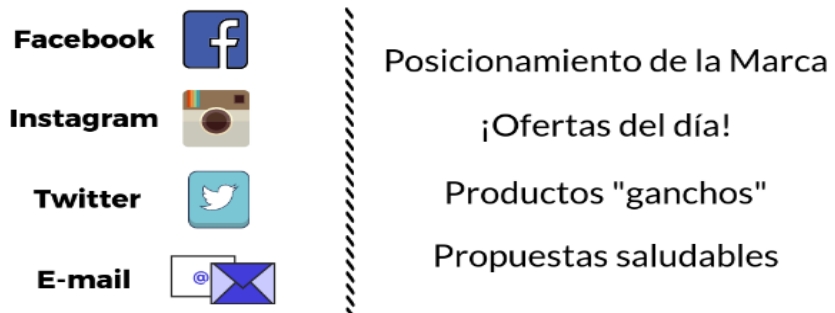 Facebook
Instagram
Twitter
E-mail
Posicionamiento de la Marca
¡Ofertas del día!
Productos "ganchos"
Propuestas saludables